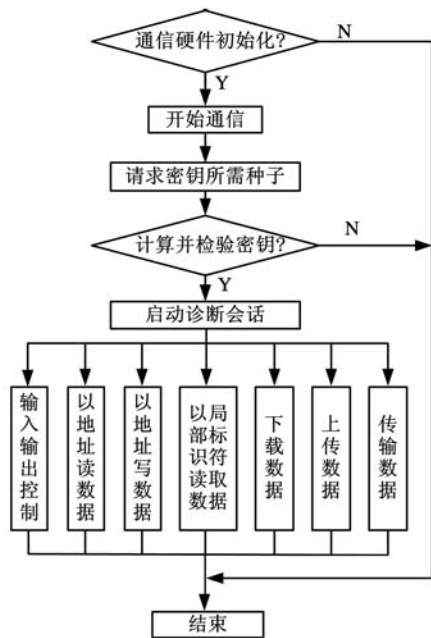 通信硬件初始化?
N
Y
开始通信
请求密钥所需种子
计算并检验密钥?
N
Y
启动诊断会话
输入输出控制
以地址读数据
以地址写数据
以局部标识符读取数据
下载数据
上传数据
传输数据
结束